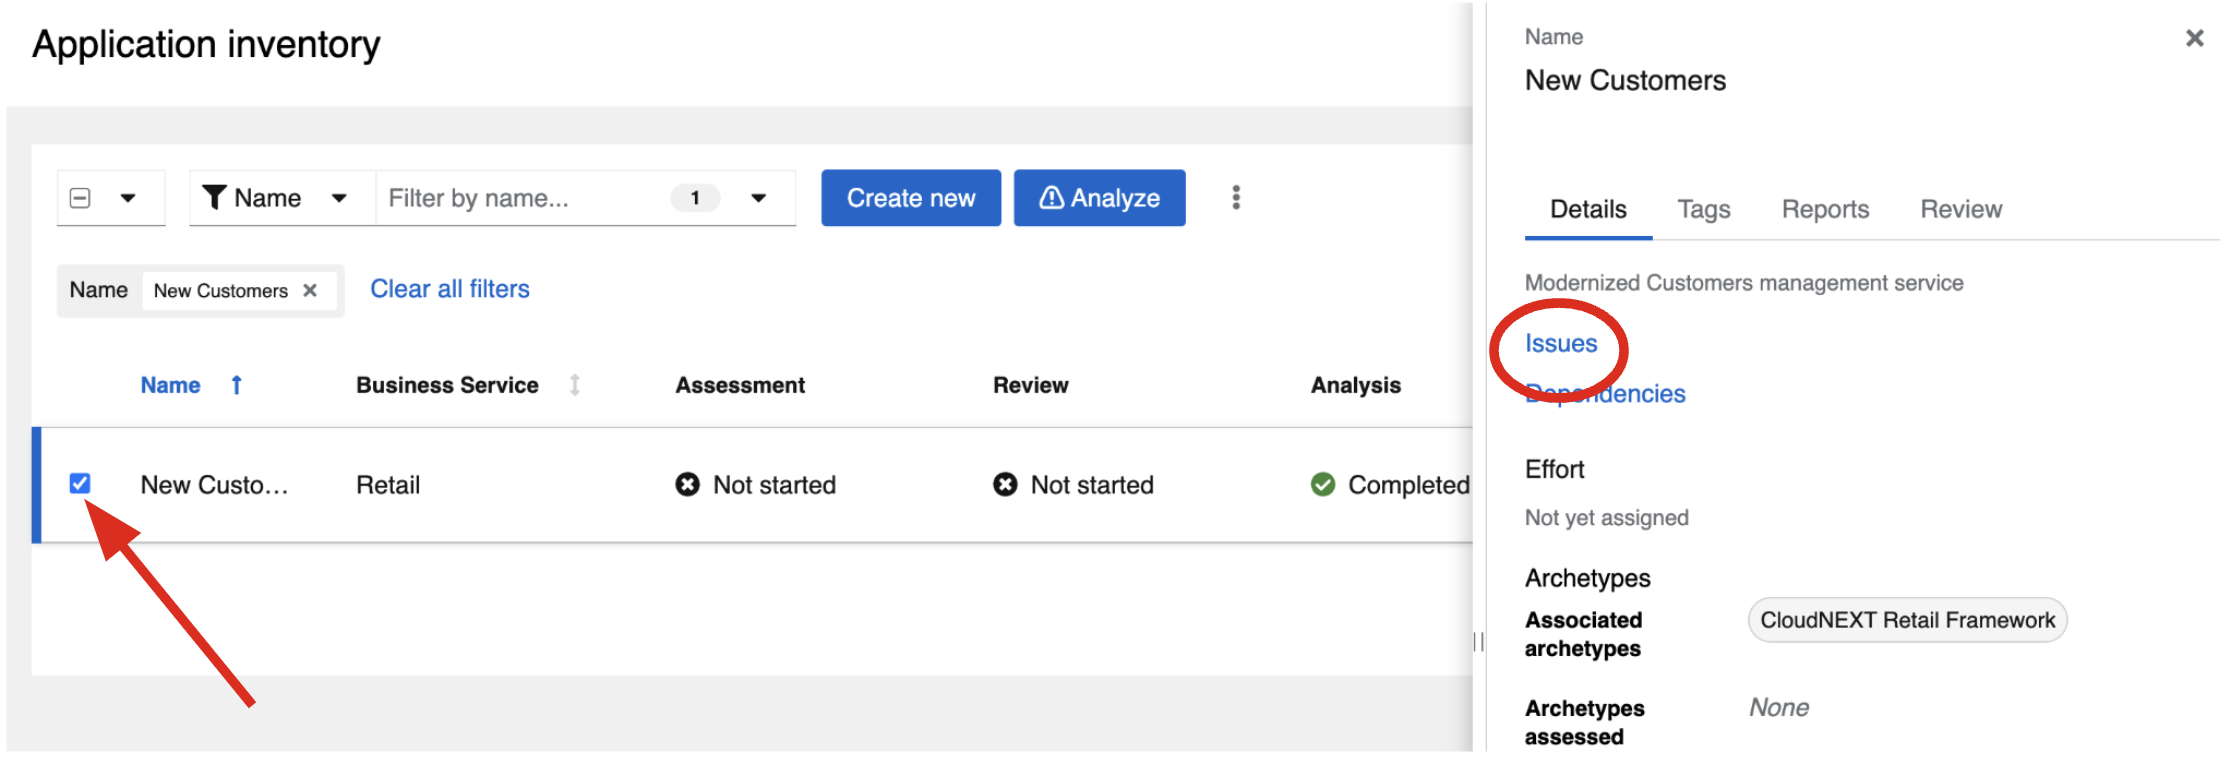 Application inventory
Name Filter by name... 1 Create new Analyze
Name New Customers Clear all filters
Name Business Service Assessment Review Analysis
New Custo... Retail Not started Not started Completed
Name
New Customers
Details Tags Reports Review
Modernized Customers management service
Issues
Dependencies
Effort
Not yet assigned
Archetypes
Associated archetypes CloudNEXT Retail Framework
Archetypes assessed None